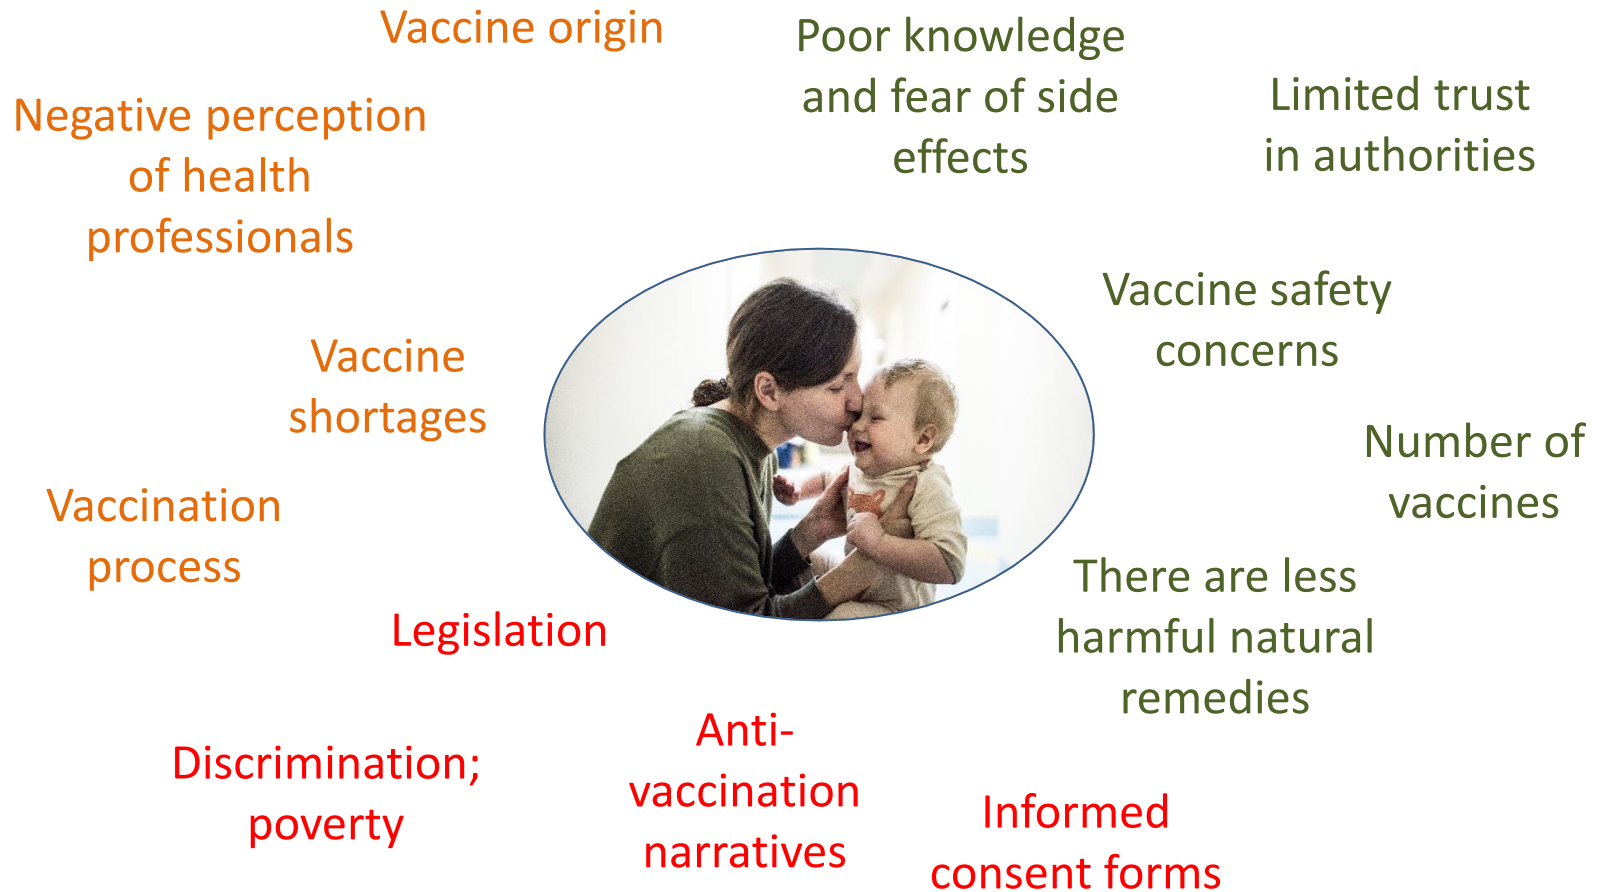 Vaccine origin
Poor knowledge
and fear of side
effects
Limited trust
in authorities
Negative perception
of health
professionals
Vaccine safety
concerns
Vaccine
shortages
Number of
vaccines
Vaccination
process
There are less
harmful natural
remedies
Legislation
Anti-
vaccination
narratives
Discrimination;
poverty
Informed
consent forms